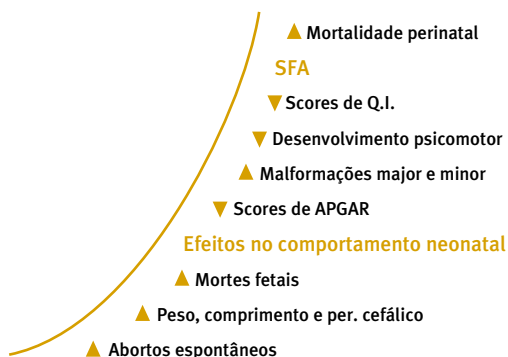 ▲ Mortalidade perinatal
SFA
▼ Scores de Q.I.
▼ Desenvolvimento psicomotor
▲ Malformações major e minor
▼ Scores de APGAR
Efeitos no comportamento neonatal
▲ Mortes fetais
▲ Peso, comprimento e per. cefálico
▲ Abortos espontâneos